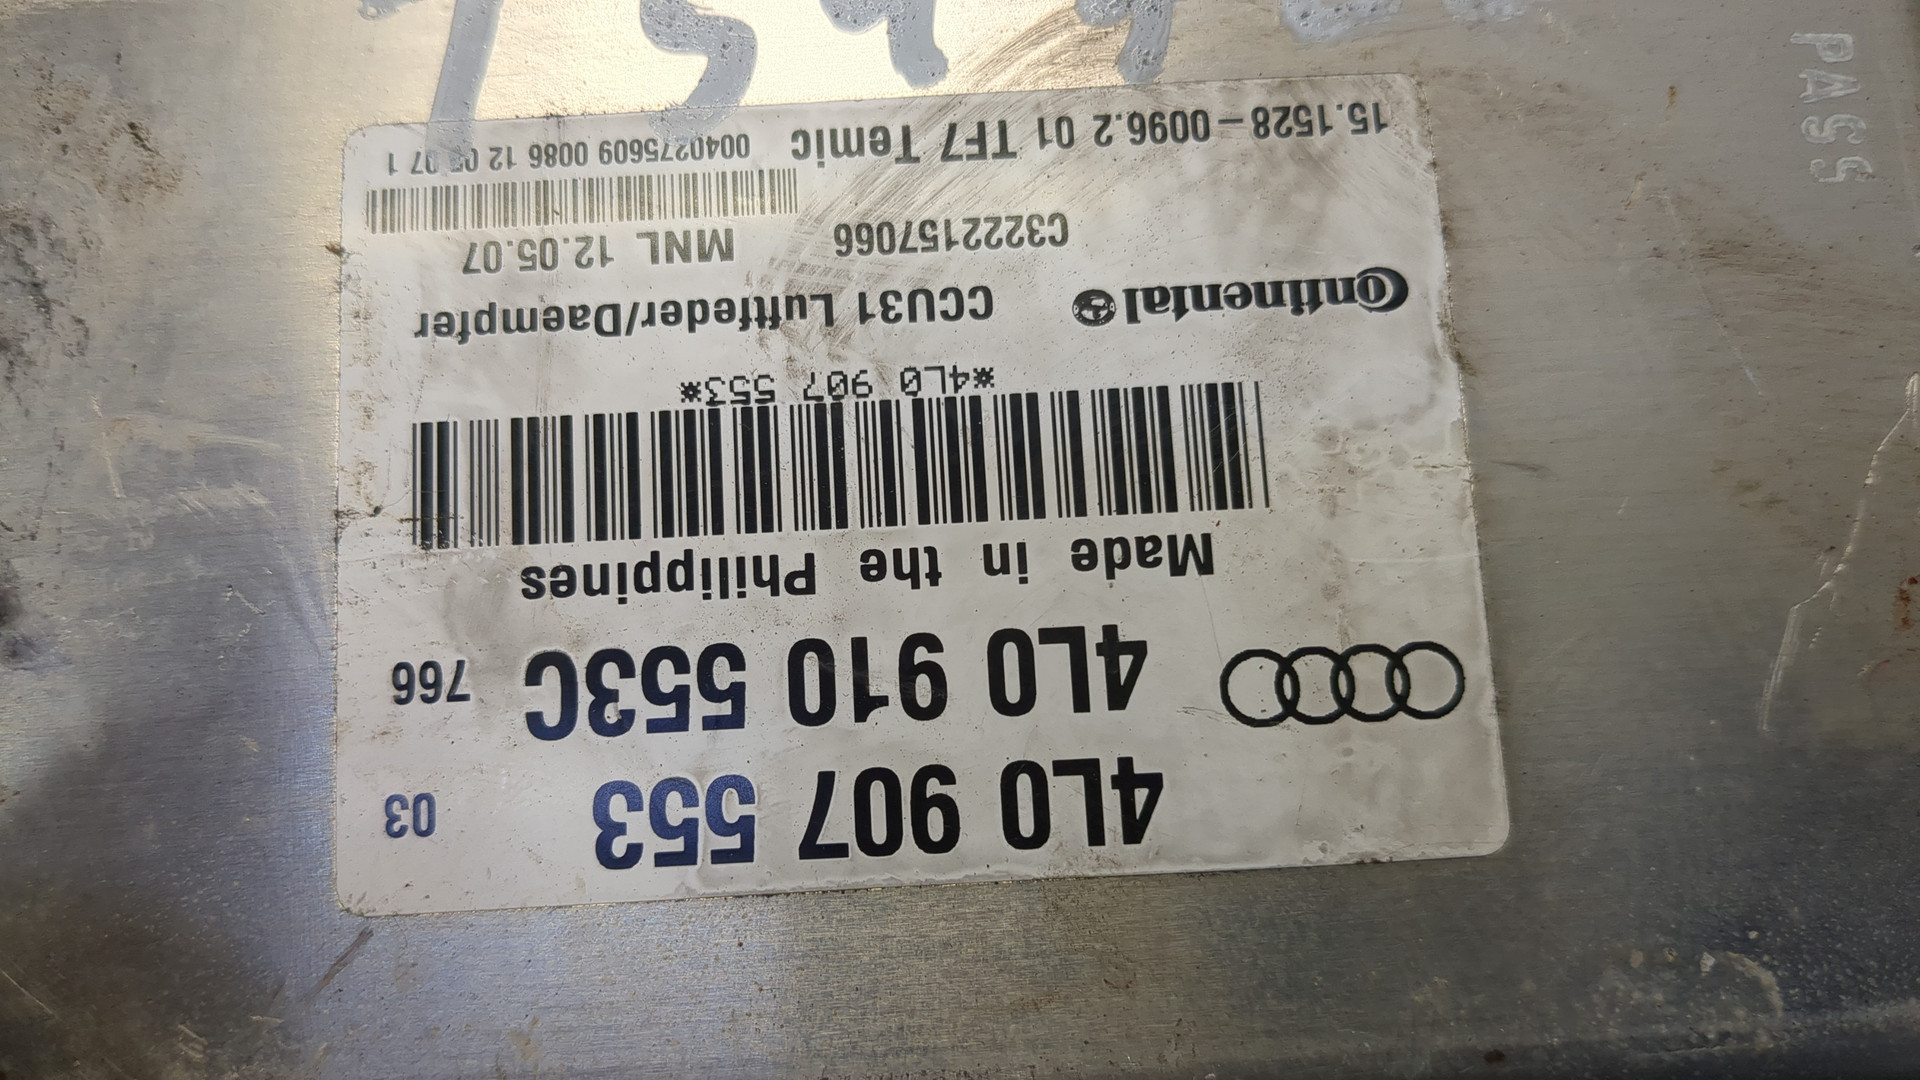 4L0 907 553 03
4L0 910 553C 766
Made in the Philippines
*4L0 907 553*
Continental CCU31 Luftfeder/Daempfer
C3222157066 MNL 12.05.07
15.1528-0096.2 01 TF7 Temic 0040275609 0086 12 05 07 1
PASS